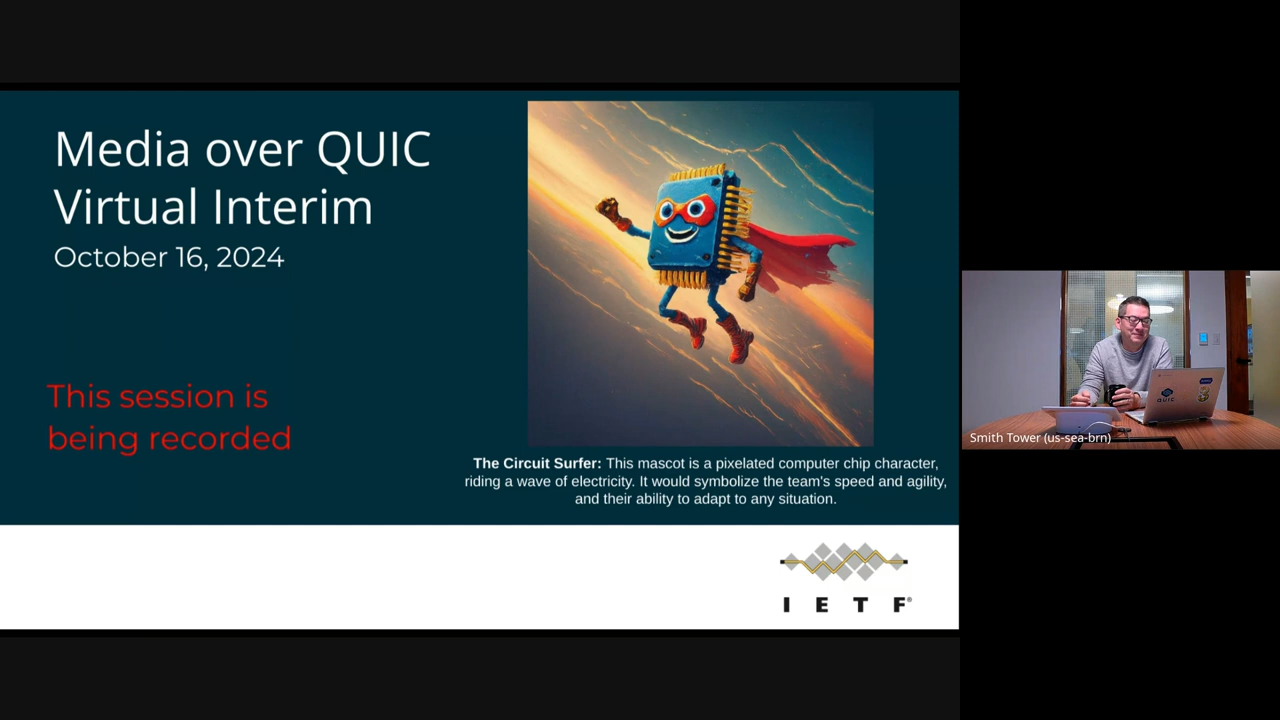 Media over QUIC
Virtual Interim
October 16, 2024
This session is
being recorded
The Circuit Surfer: This mascot is a pixelated computer chip character,
riding a wave of electricity. It would symbolize the team's speed and agility,
and their ability to adapt to any situation.
I E T F®
QUIC
Smith Tower (us-sea-brn)